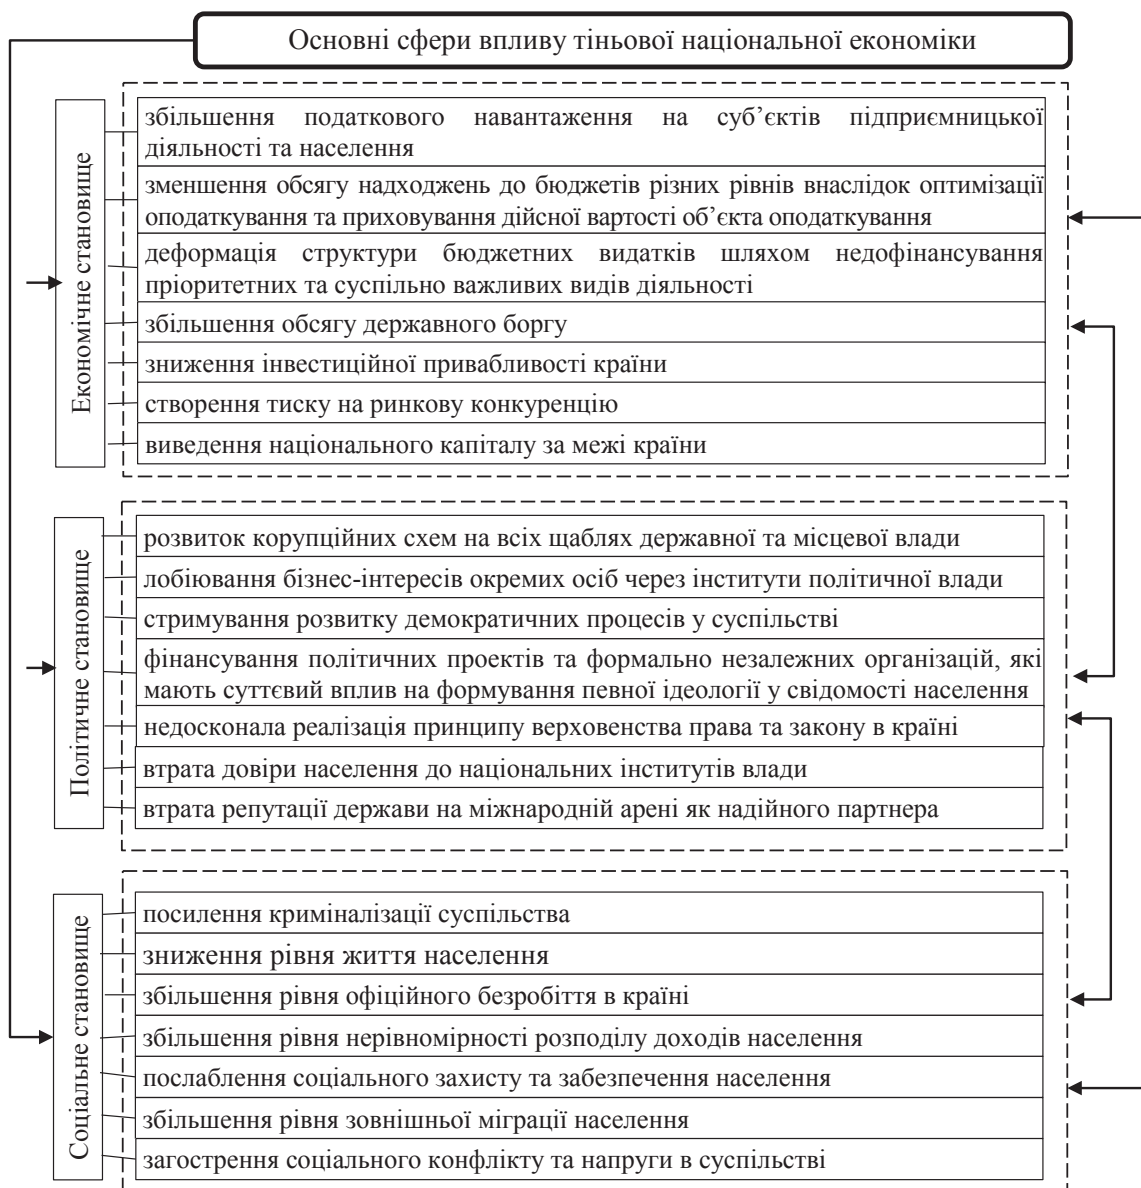 Основні сфери впливу тіньової національної економіки
Економічне становище
збільшення податкового навантаження на суб’єктів підприємницької
діяльності та населення
зменшення обсягу надходжень до бюджетів різних рівнів внаслідок оптимізації
оподаткування та приховування дійсної вартості об’єкта оподаткування
деформація структури бюджетних видатків шляхом недофінансування
пріоритетних та суспільно важливих видів діяльності
збільшення обсягу державного боргу
зниження інвестиційної привабливості країни
створення тиску на ринкову конкуренцію
виведення національного капіталу за межі країни
Політичне становище
розвиток корупційних схем на всіх щаблях державної та місцевої влади
лобіювання бізнес-інтересів окремих осіб через інститути політичної влади
стримування розвитку демократичних процесів у суспільстві
фінансування політичних проектів та формально незалежних організацій, які
мають суттєвий вплив на формування певної ідеології у свідомості населення
недосконала реалізація принципу верховенства права та закону в країні
втрата довіри населення до національних інститутів влади
втрата репутації держави на міжнародній арені як надійного партнера
Соціальне становище
посилення криміналізації суспільства
зниження рівня життя населення
збільшення рівня офіційного безробіття в країні
збільшення рівня нерівномірності розподілу доходів населення
послаблення соціального захисту та забезпечення населення
збільшення рівня зовнішньої міграції населення
загострення соціального конфлікту та напруги в суспільстві